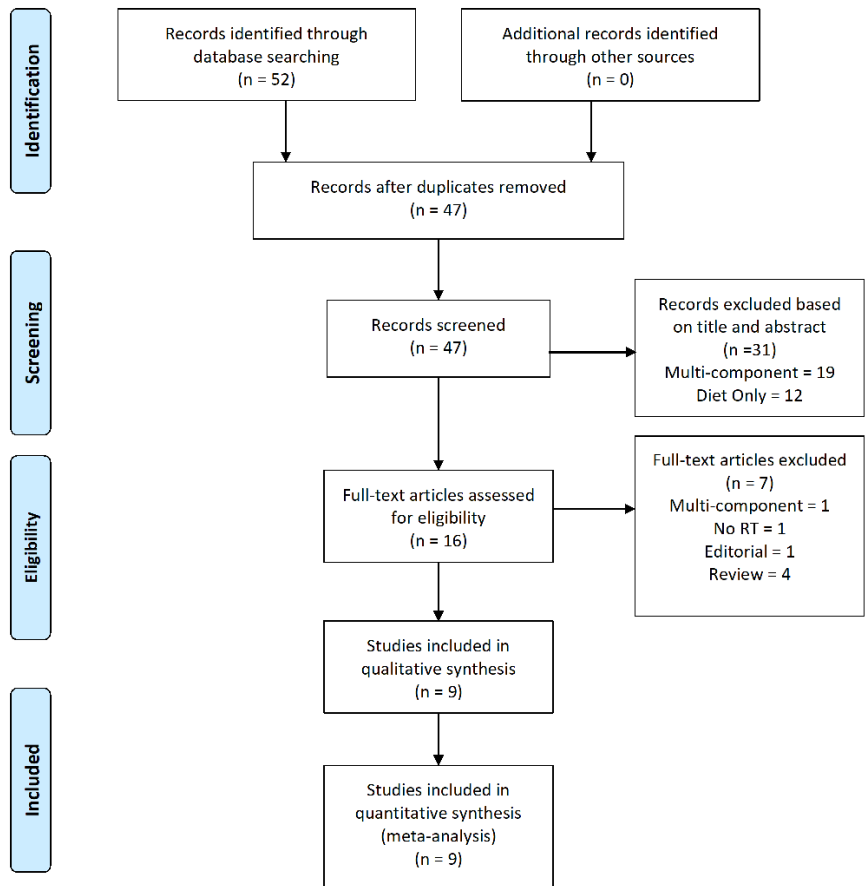 Identification
Records identified through
database searching
(n = 52)
Additional records identified
through other sources
(n = 0)
Records after duplicates removed
(n = 47)
Screening
Records screened
(n = 47)
Records excluded based
on title and abstract
(n =31)
Multi-component = 19
Diet Only = 12
Eligibility
Full-text articles assessed
for eligibility
(n = 16)
Full-text articles excluded
(n = 7)
Multi-component = 1
No RT = 1
Editorial = 1
Review = 4
Studies included in
qualitative synthesis
(n = 9)
Included
Studies included in
quantitative synthesis
(meta-analysis)
(n = 9)